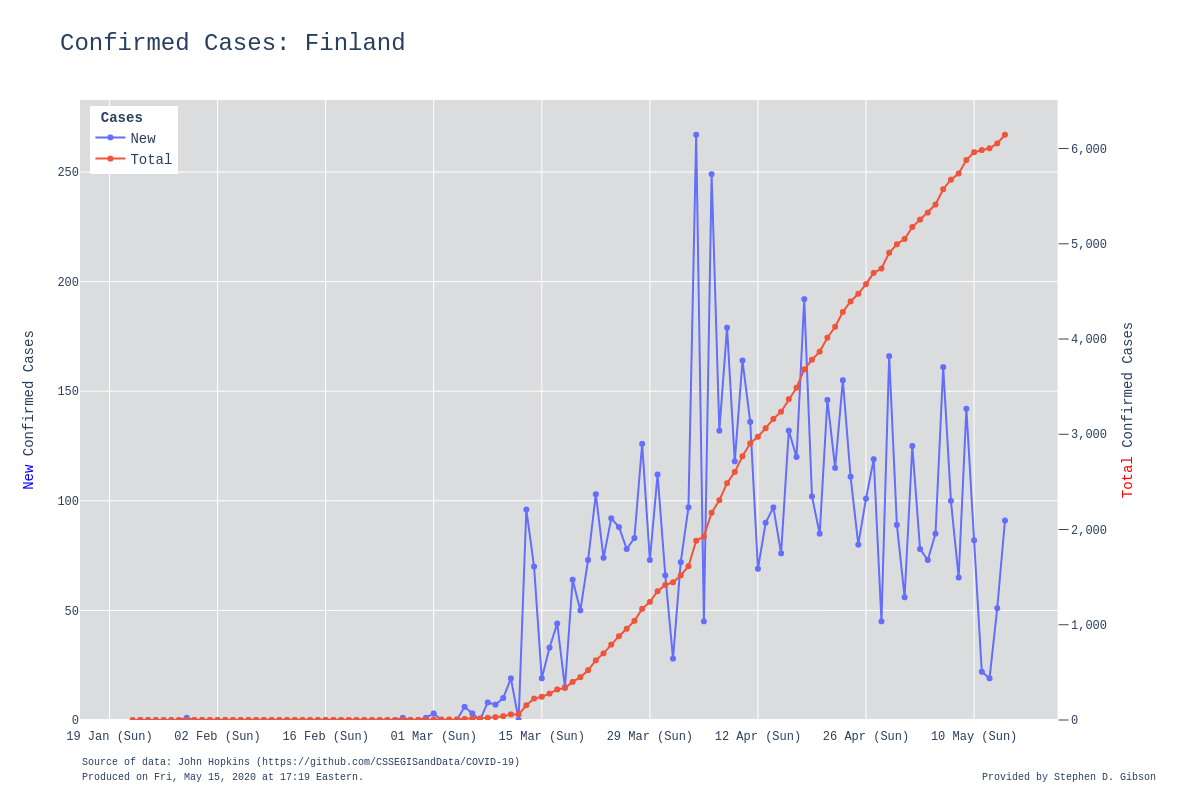 Confirmed Cases: Finland
Cases
New
Total
250
200
150
100
50
0
New Confirmed Cases
6,000
5,000
4,000
3,000
2,000
1,000
0
Total Confirmed Cases
19 Jan (Sun) 02 Feb (Sun) 16 Feb (Sun) 01 Mar (Sun) 15 Mar (Sun) 29 Mar (Sun) 12 Apr (Sun) 26 Apr (Sun) 10 May (Sun)
Source of data: John Hopkins (https://github.com/CSSEGISandData/COVID-19)
Produced on Fri, May 15, 2020 at 17:19 Eastern.
Provided by Stephen D. Gibson